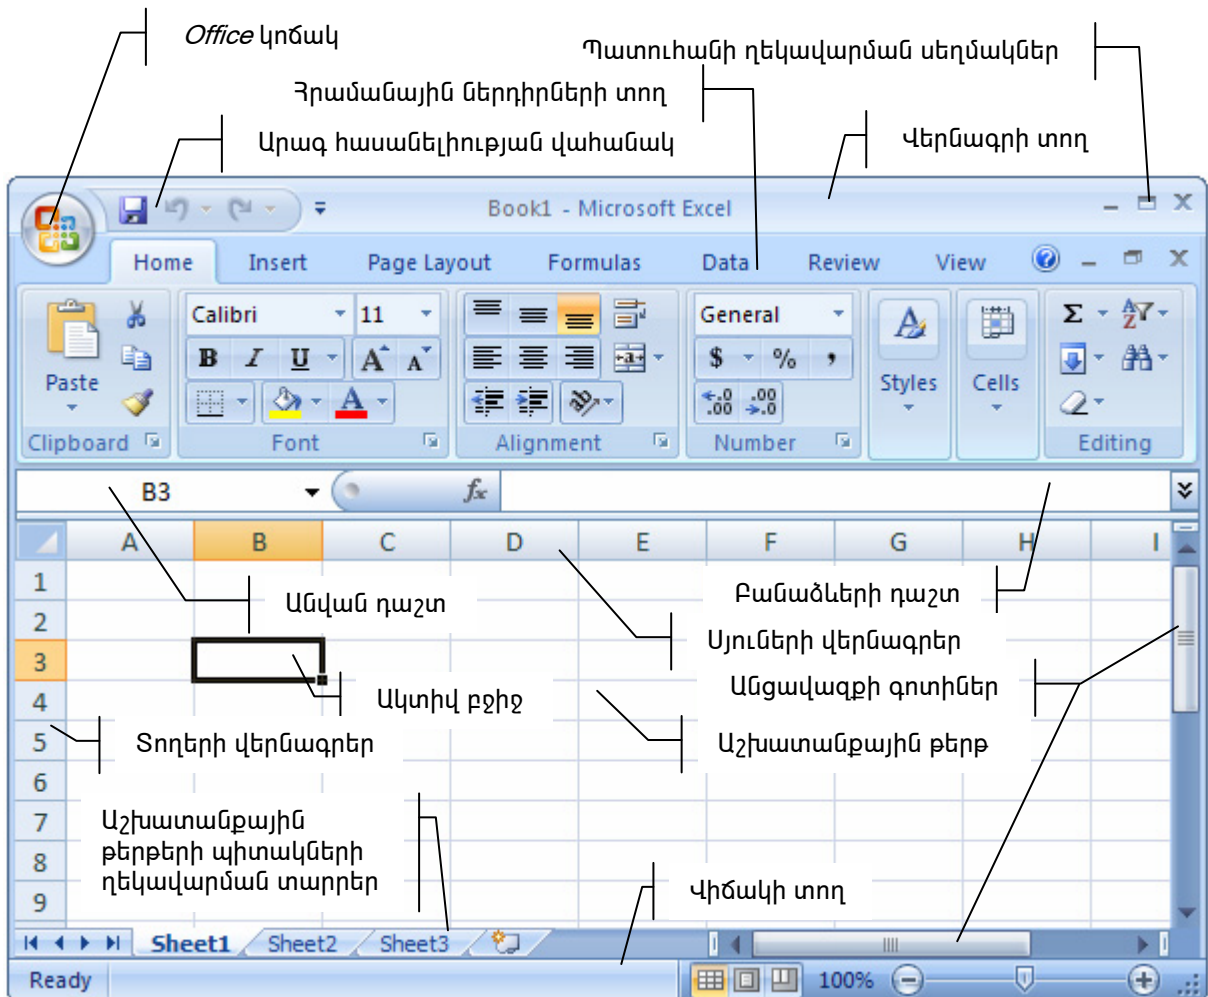 Office կոճակ
Պատուհանի ղեկավարման սեղմակներ
Հրամանային ներդիրների տող
Արագ հասանելիության վահանակ
Վերնագրի տող
Book1 - Microsoft Excel
Home Insert Page Layout Formulas Data Review View
Calibri 11 General
B I U A A $ % ,
Paste Styles Cells
Clipboard Font Alignment Number Editing
B3 fx
A B C D E F G H I
1
Անվան դաշտ
Բանաձևերի դաշտ
2
Սյուների վերնագրեր
3
Անցավազքի գոտիներ
4
Ակտիվ բջիջ
5
Տողերի վերնագրեր
Աշխատանքային թերթ
6
7
Աշխատանքային
թերթերի պիտակների
ղեկավարման տարրեր
8
9
Վիճակի տող
Sheet1 Sheet2 Sheet3
Ready 100%